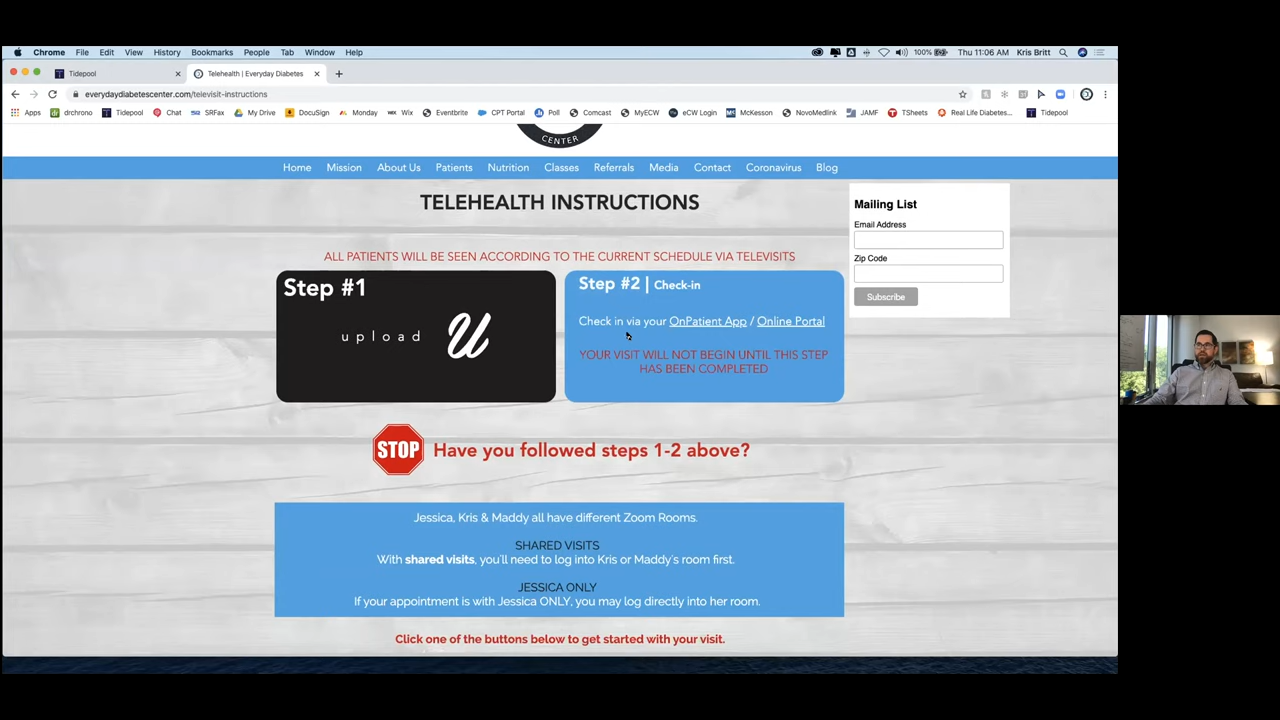 Chrome File Edit View History Bookmarks People Tab Window Help 100% Thu 11:06 AM Kris Britt
Tidepool Telehealth | Everyday Diabetes
everydaydiabetescenter.com/televisit-instructions
Apps drchrono Tidepool Chat SRFax My Drive DocuSign Monday Wix Eventbrite CPT Portal Poll Comcast MyECW eCW Login McKesson NovoMedlink JAMF TSheets Real Life Diabetes... Tidepool
CENTER
Home Mission About Us Patients Nutrition Classes Referrals Media Contact Coronavirus Blog
TELEHEALTH INSTRUCTIONS
ALL PATIENTS WILL BE SEEN ACCORDING TO THE CURRENT SCHEDULE VIA TELEVISITS
Step #1
upload U
Step #2 | Check-in
Check in via your OnPatient App / Online Portal
YOUR VISIT WILL NOT BEGIN UNTIL THIS STEP
HAS BEEN COMPLETED
Mailing List
Email Address
Zip Code
Subscribe
STOP Have you followed steps 1-2 above?
Jessica, Kris & Maddy all have different Zoom Rooms.
SHARED VISITS
With shared visits, you'll need to log into Kris or Maddy's room first.
JESSICA ONLY
If your appointment is with Jessica ONLY, you may log directly into her room.
Click one of the buttons below to get started with your visit.